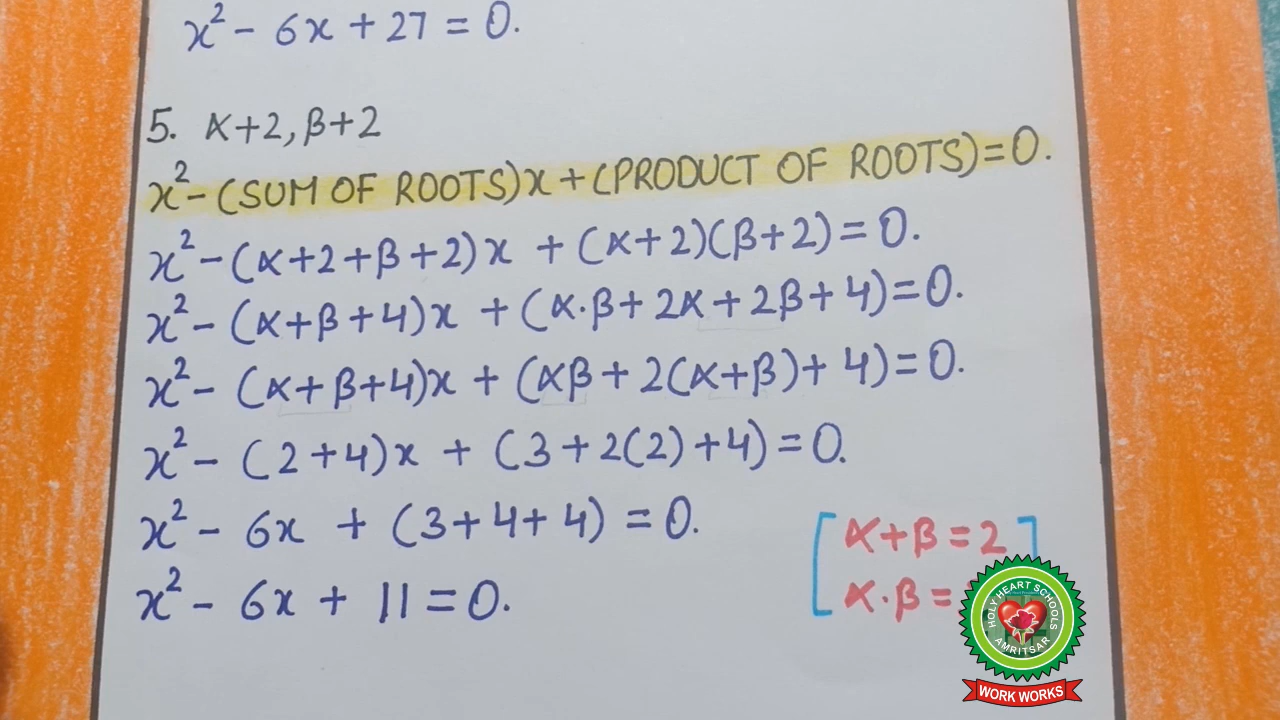 x² - 6x + 27 = 0.
5. α+2, β+2
x² - (SUM OF ROOTS)x + (PRODUCT OF ROOTS) = 0.
x² - (α+2+β+2)x + (α+2)(β+2) = 0.
x² - (α+β+4)x + (α·β + 2α + 2β + 4) = 0.
x² - (α+β+4)x + (αβ + 2(α+β) + 4) = 0.
x² - (2+4)x + (3+2(2)+4) = 0.
x² - 6x + (3+4+4) = 0.
x² - 6x + 11 = 0.
[α+β = 2]
α·β =
HOLY HEART SCHOOLS
AMRITSAR
WORK WORKS